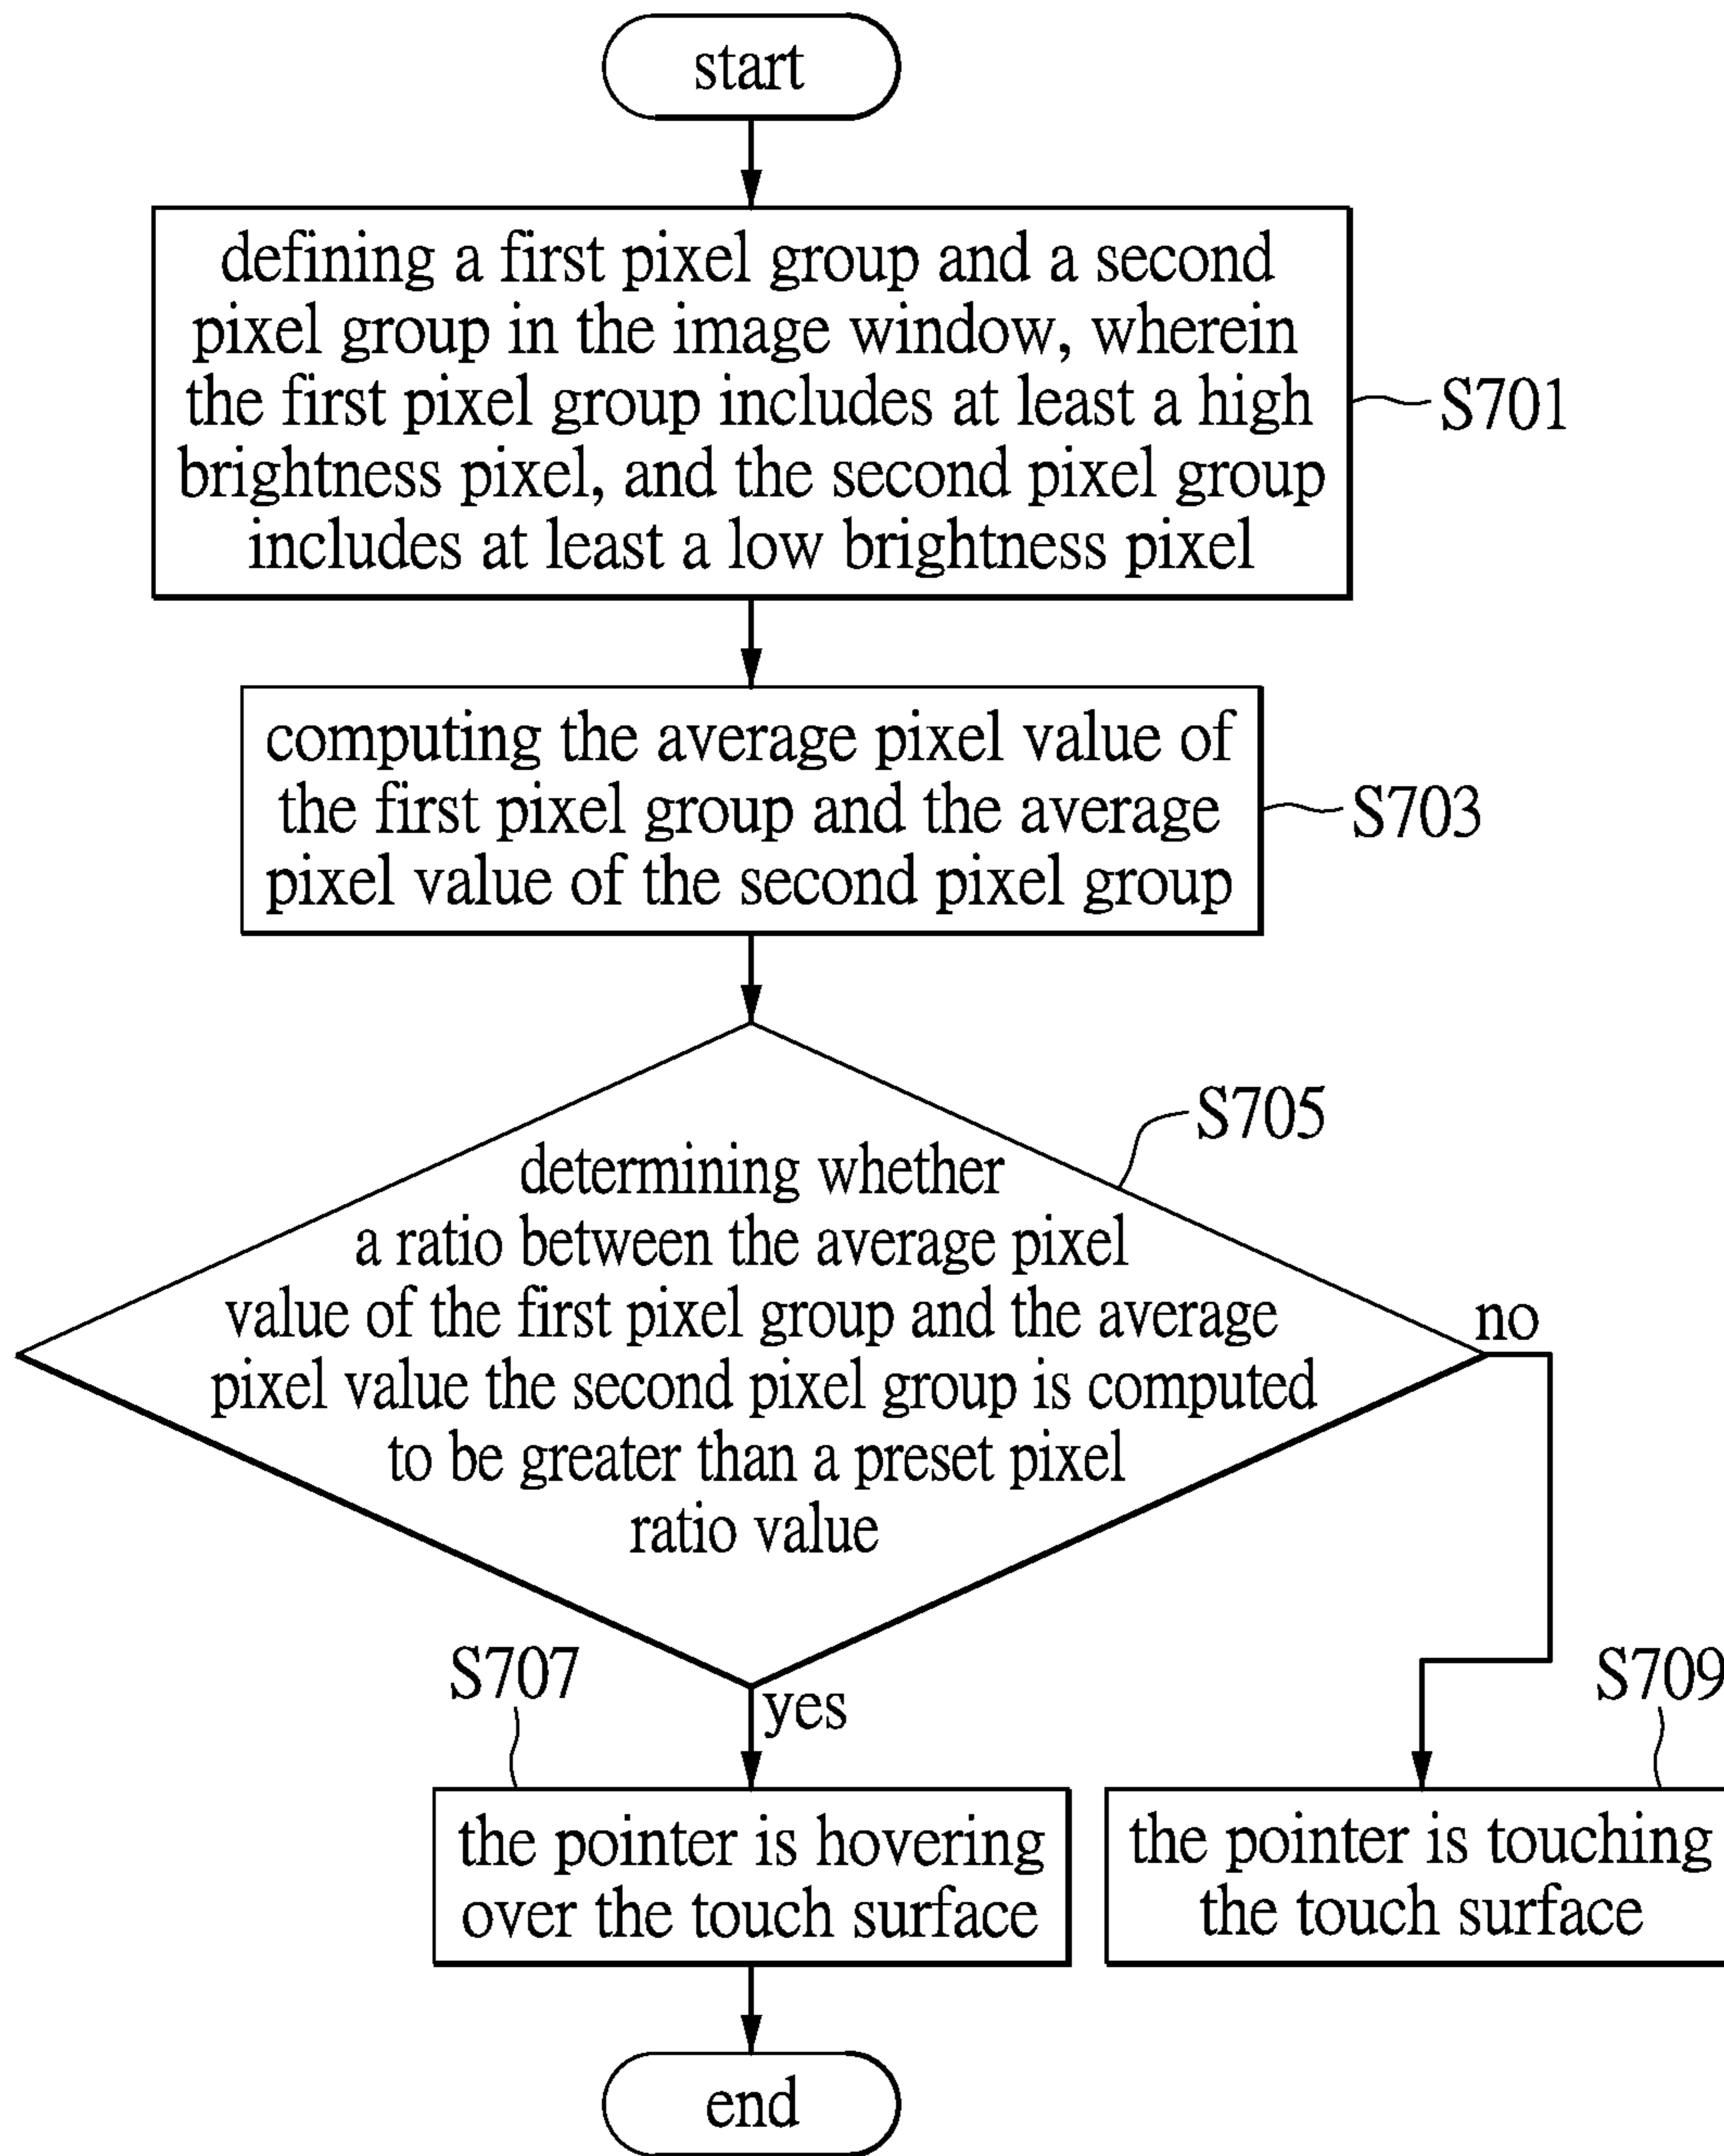 start
defining a first pixel group and a second
pixel group in the image window, wherein
the first pixel group includes at least a high
brightness pixel, and the second pixel group
includes at least a low brightness pixel
S701
computing the average pixel value of
the first pixel group and the average
pixel value of the second pixel group
S703
S705
determining whether
a ratio between the average pixel
value of the first pixel group and the average
pixel value the second pixel group is computed
to be greater than a preset pixel
ratio value
no
yes
S707
the pointer is hovering
over the touch surface
S709
the pointer is touching
the touch surface
end